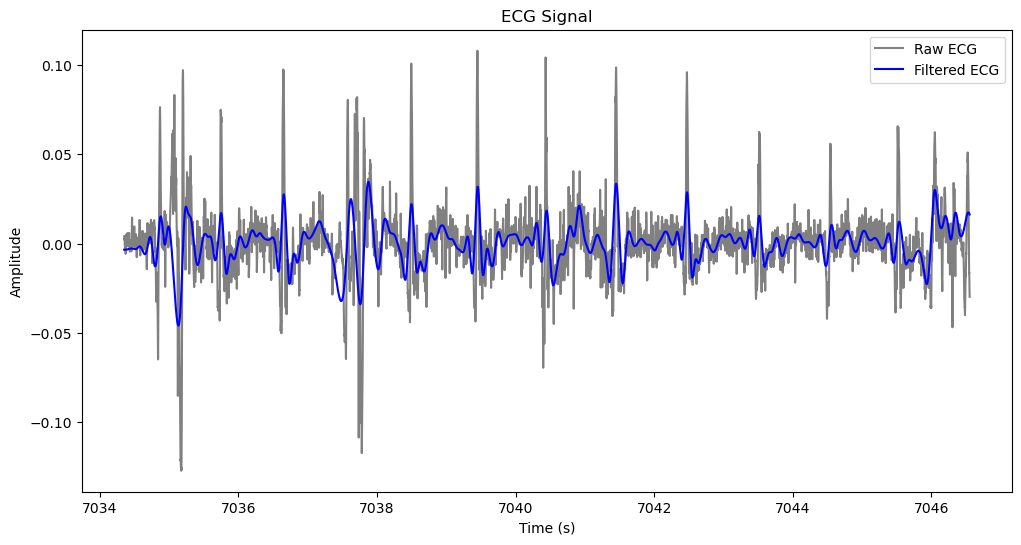 ECG Signal
Raw ECG
Filtered ECG
0.10
0.05
0.00
−0.05
−0.10
Amplitude
7034
7036
7038
7040
7042
7044
7046
Time (s)